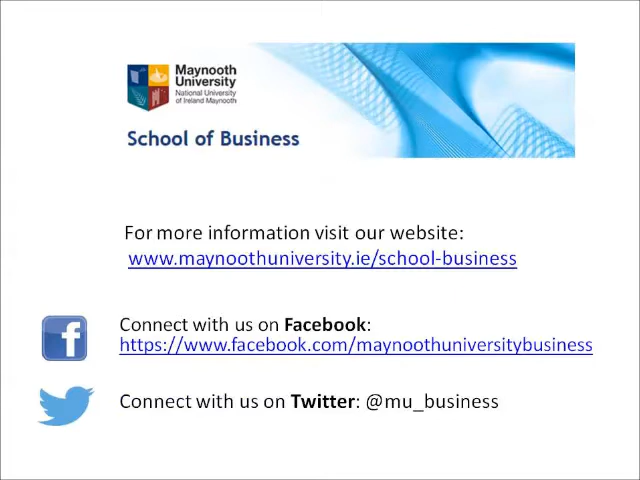 Maynooth
University
National University
of Ireland Maynooth
School of Business
For more information visit our website:
www.maynoothuniversity.ie/school-business
Connect with us on Facebook:
https://www.facebook.com/maynoothuniversitybusiness
Connect with us on Twitter: @mu_business